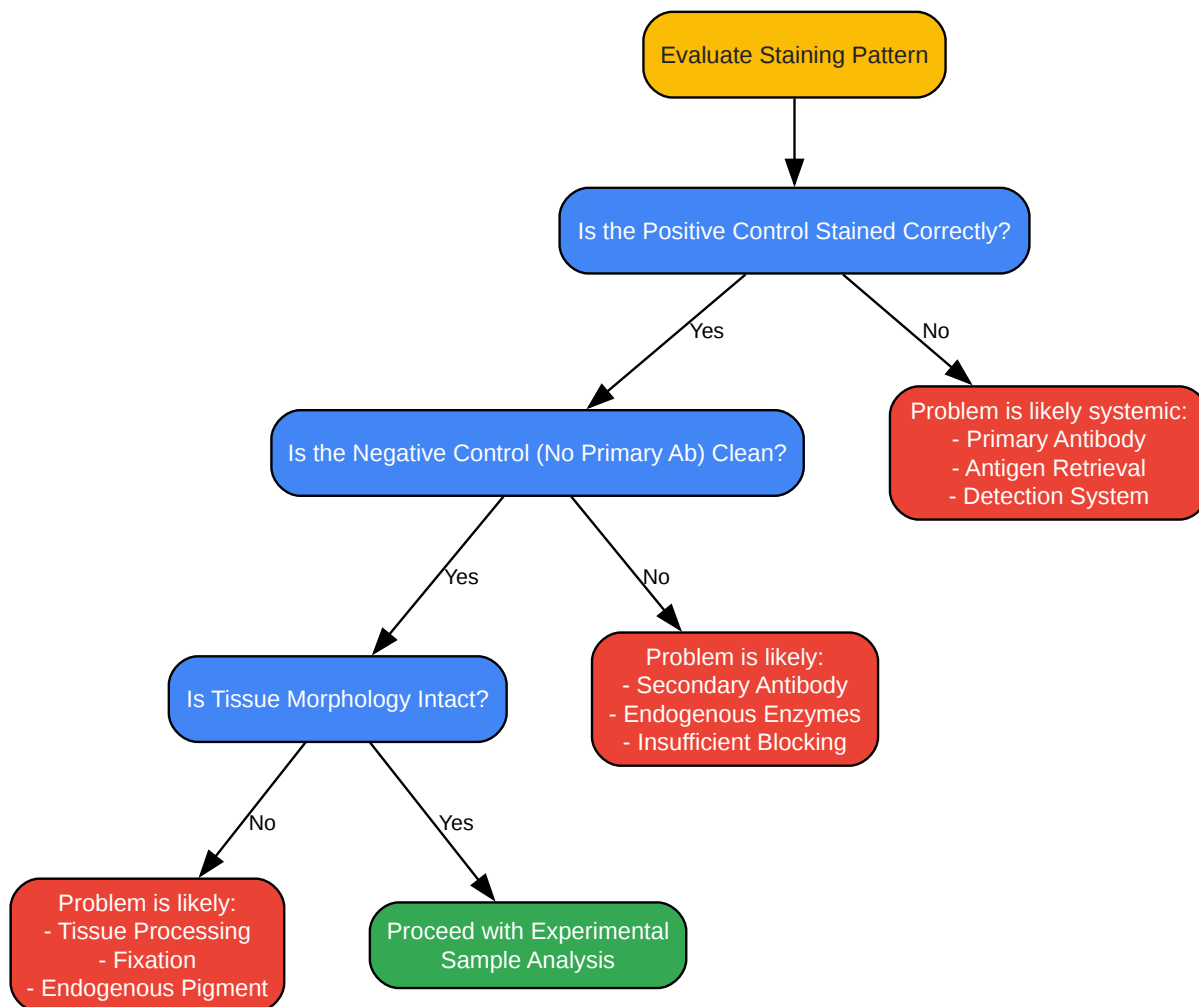 Evaluate Staining Pattern
Is the Positive Control Stained Correctly?
Yes
No
Is the Negative Control (No Primary Ab) Clean?
Problem is likely systemic:
- Primary Antibody
- Antigen Retrieval
- Detection System
Yes
No
Is Tissue Morphology Intact?
Problem is likely:
- Secondary Antibody
- Endogenous Enzymes
- Insufficient Blocking
No
Yes
Problem is likely:
- Tissue Processing
- Fixation
- Endogenous Pigment
Proceed with Experimental
Sample Analysis